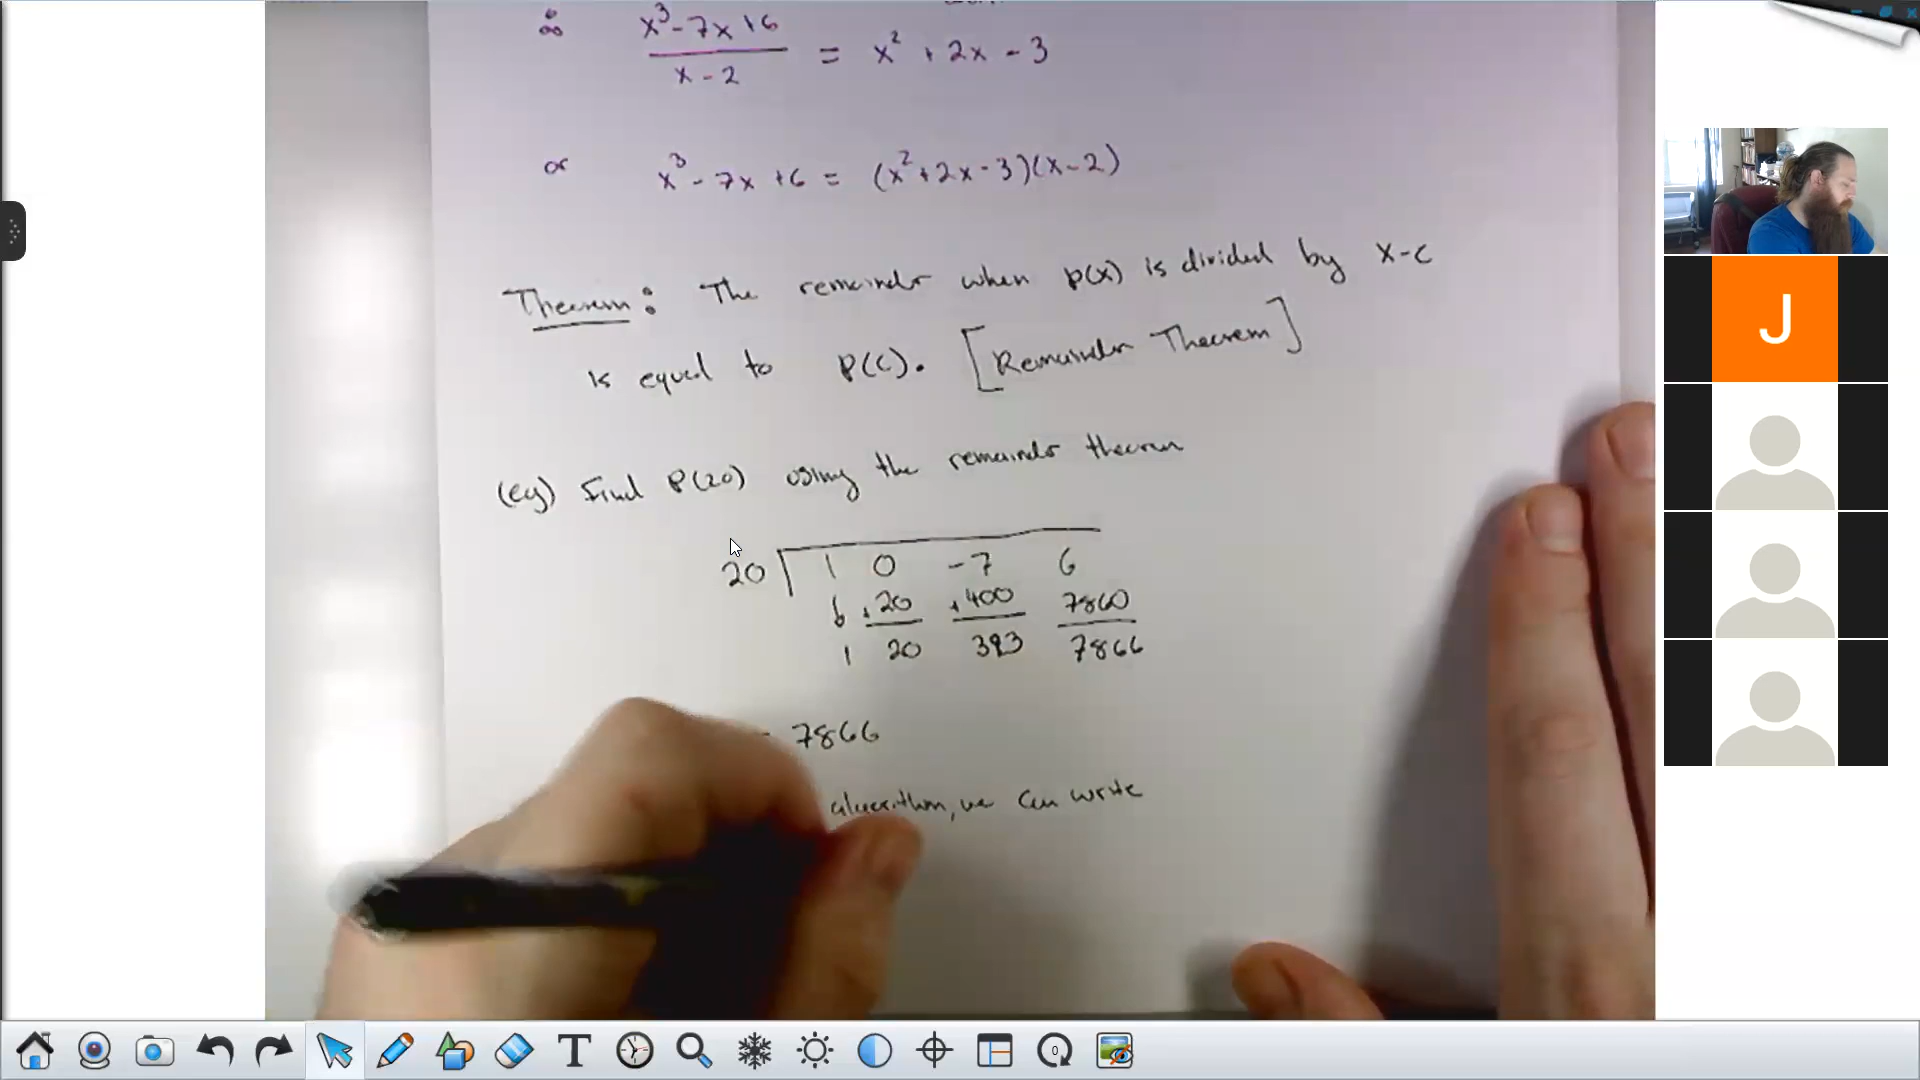 ∴ x³-7x+6 / x-2 = x² + 2x - 3
or x³-7x+6 = (x²+2x-3)(x-2)
Theorem: The remainder when p(x) is divided by x-c
is equal to P(c). [Remainder Theorem]
(eg) Find P(20) using the remainder theorem
20 | 1 0 -7 6
+20 +400 7860
1 20 393 7866
= 7866
algorithm, we can write
J
T
0